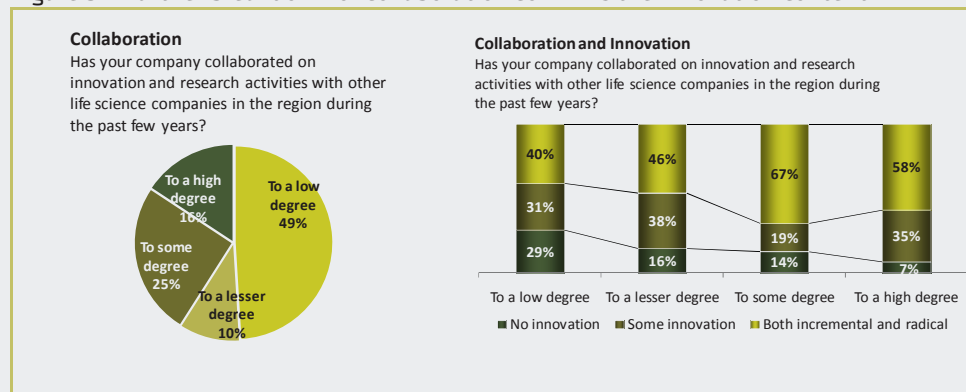 Collaboration
Has your company collaborated on
innovation and research activities with other
life science companies in the region during
the past few years?
To a high
degree
16%
To a low
degree
49%
To some
degree
25%
To a lesser
degree
10%
Collaboration and Innovation
Has your company collaborated on innovation and research
activities with other life science companies in the region during
the past few years?
40% 46% 67% 58%
31% 38% 19% 35%
29% 16% 14% 7%
To a low degree To a lesser degree To some degree To a high degree
No innovation Some innovation Both incremental and radical